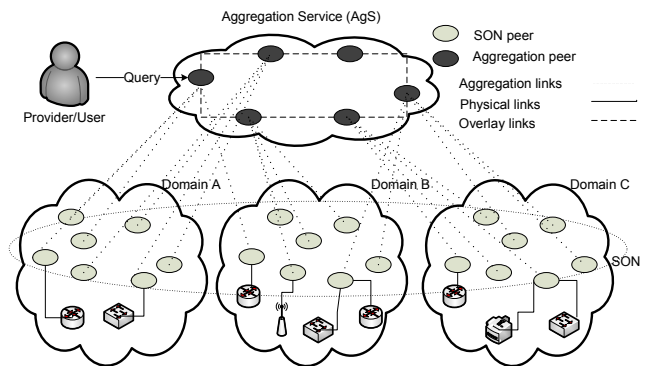 Aggregation Service (AgS)
SON peer
Aggregation peer
Query
Aggregation links
Physical links
Overlay links
Provider/User
Domain A
Domain B
Domain C
SON